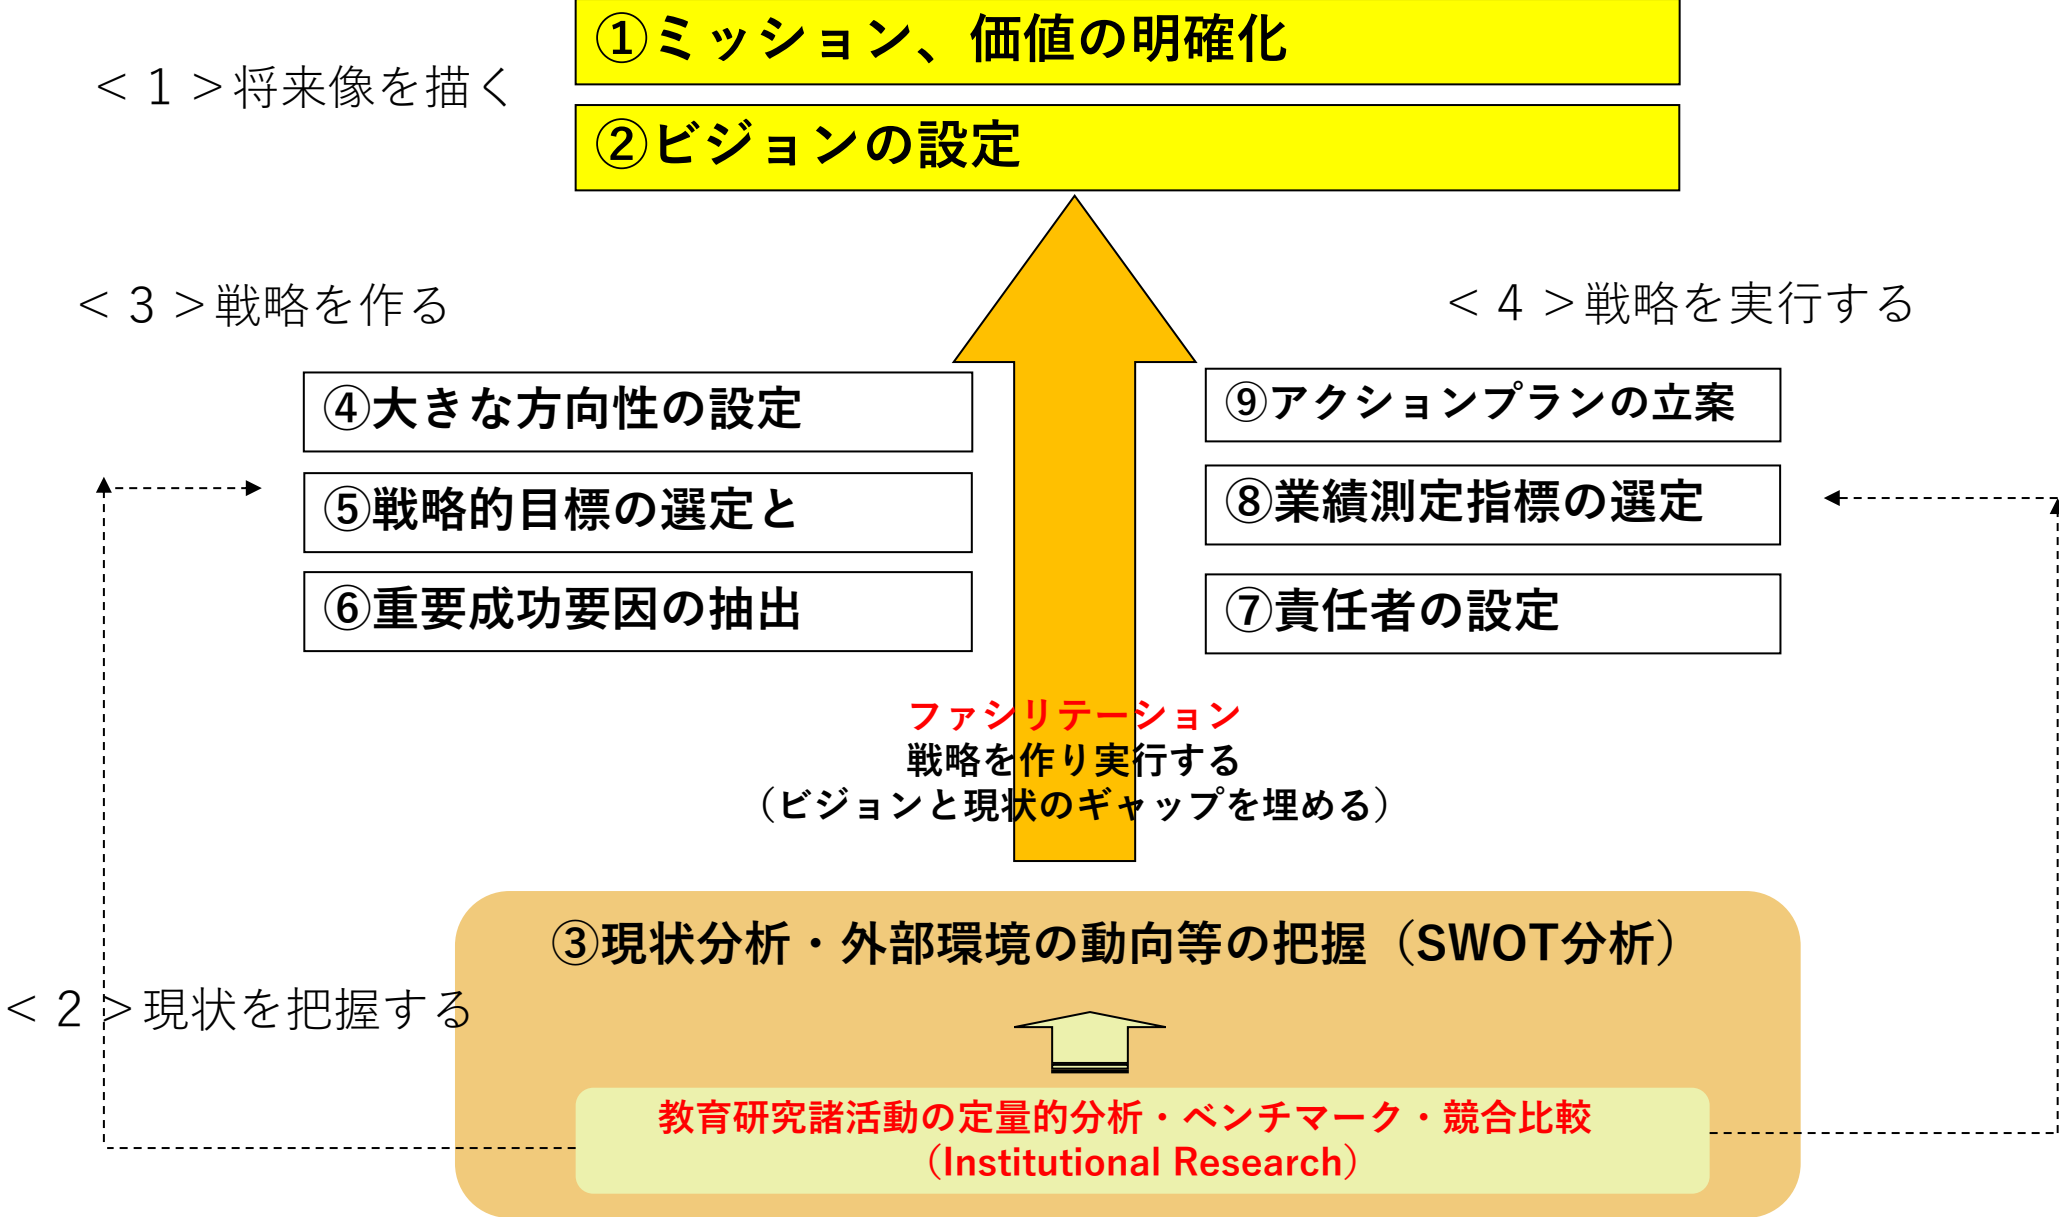 ①ミッション、価値の明確化
＜１＞将来像を描く
②ビジョンの設定
＜３＞戦略を作る
＜４＞戦略を実行する
④大きな方向性の設定
⑤戦略的目標の選定と
⑥重要成功要因の抽出
⑨アクションプランの立案
⑧業績測定指標の選定
⑦責任者の設定
ファシリテーション
戦略を作り実行する
（ビジョンと現状のギャップを埋める）
③現状分析・外部環境の動向等の把握（SWOT分析）
＜２＞現状を把握する
教育研究諸活動の定量的分析・ベンチマーク・競合比較
（Institutional Research）